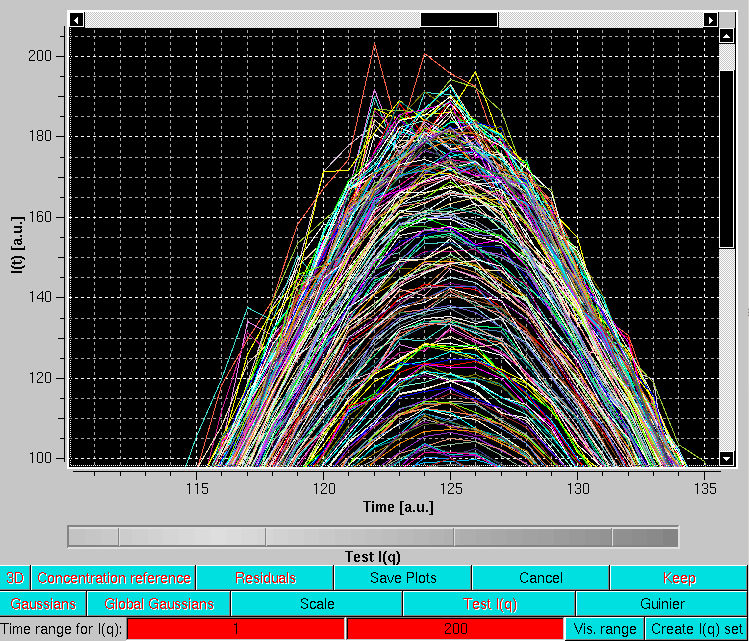 200
180
160
140
120
100
I(t) [a.u.]
115 120 125 130 135
Time [a.u.]
Test I(q)
3D Concentration reference Residuals Save Plots Cancel Keep
Gaussians Global Gaussians Scale Test I(q) Guinier
Time range for I(q): 1 200 Vis. range Create I(q) set